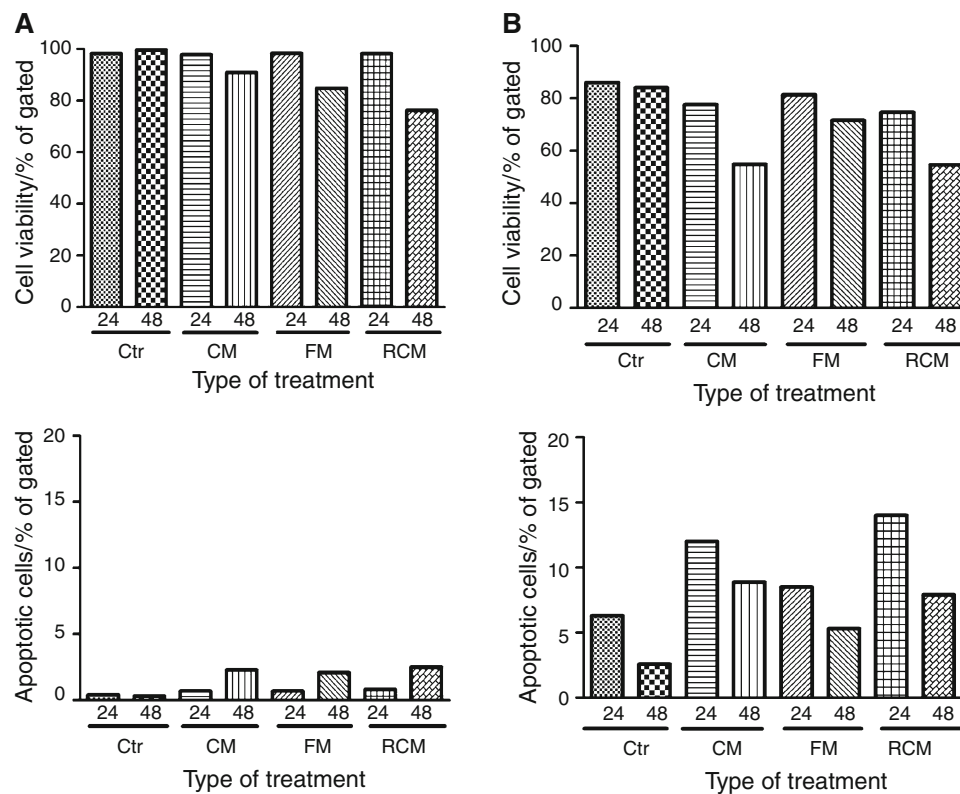 A
Cell viability/% of gated
100
80
60
40
20
0
24 48 24 48 24 48 24 48
Ctr CM FM RCM
Type of treatment
B
Cell viability/% of gated
100
80
60
40
20
0
24 48 24 48 24 48 24 48
Ctr CM FM RCM
Type of treatment
Apoptotic cells/% of gated
20
15
10
5
0
24 48 24 48 24 48 24 48
Ctr CM FM RCM
Type of treatment
Apoptotic cells/% of gated
20
15
10
5
0
24 48 24 48 24 48 24 48
Ctr CM FM RCM
Type of treatment